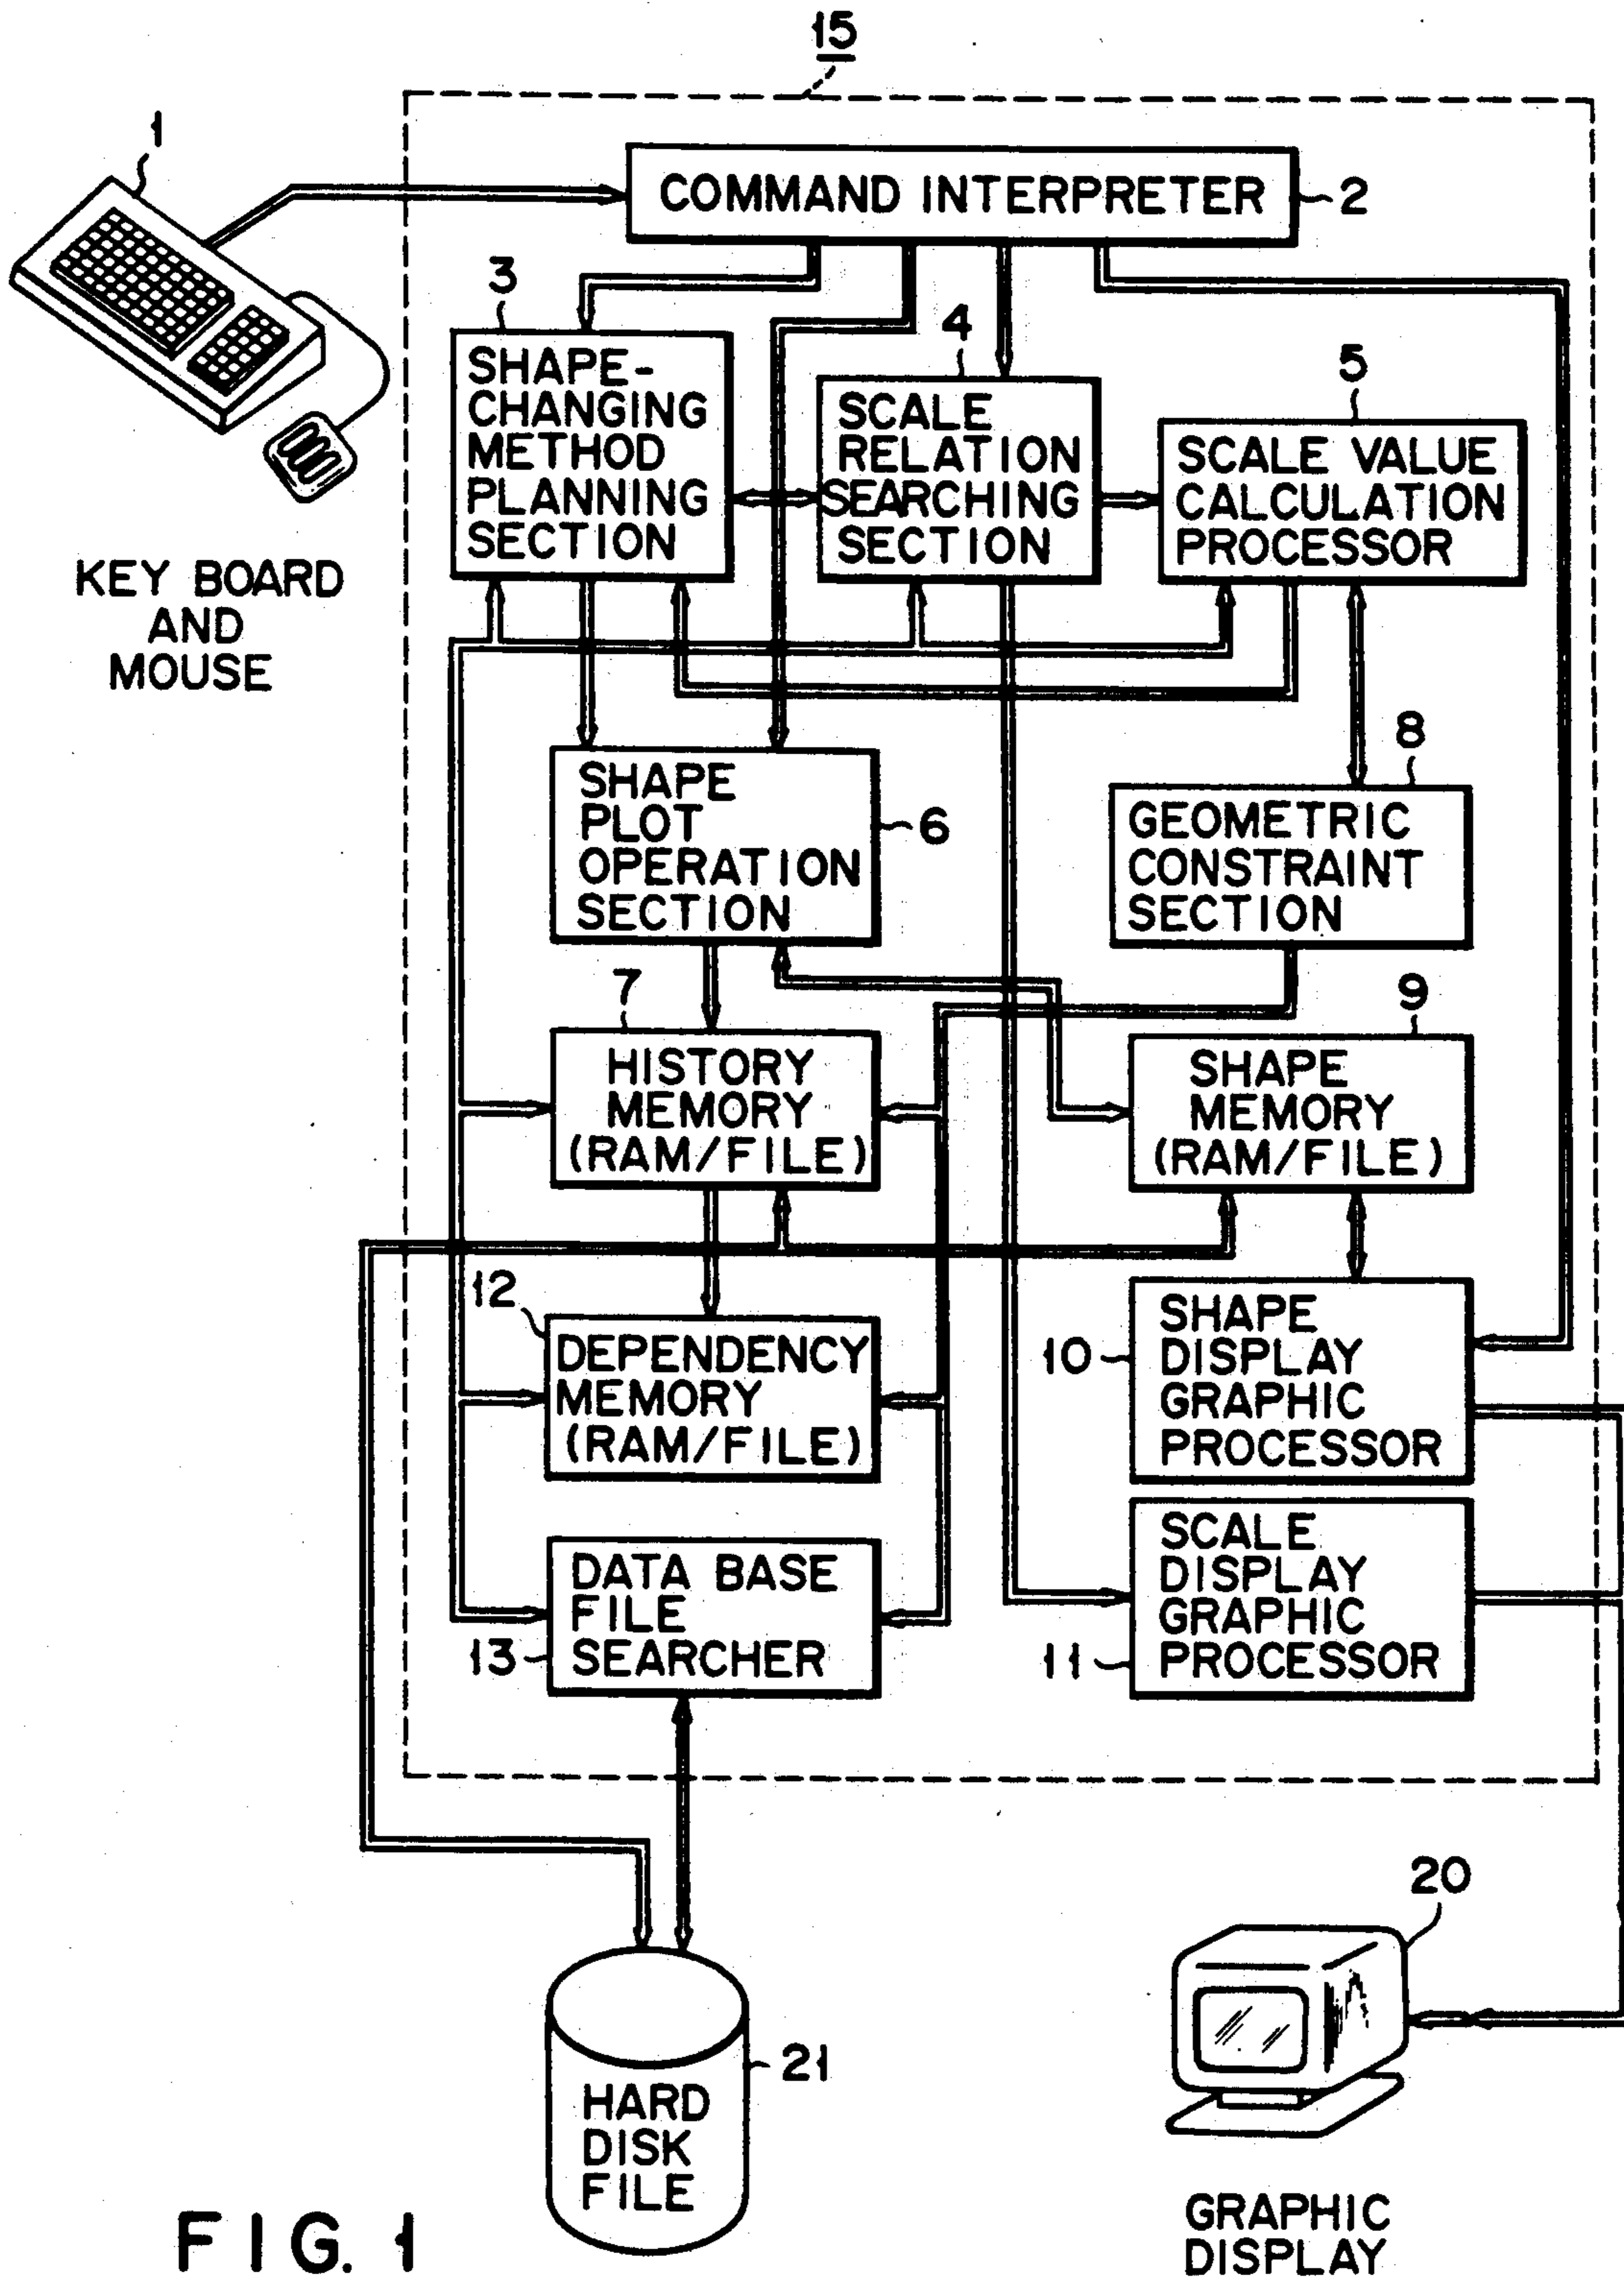 15
1
COMMAND INTERPRETER
2
3
SHAPE-
CHANGING
METHOD
PLANNING
SECTION
4
SCALE
RELATION
SEARCHING
SECTION
5
SCALE VALUE
CALCULATION
PROCESSOR
KEY BOARD
AND
MOUSE
SHAPE
PLOT
OPERATION
SECTION
6
8
GEOMETRIC
CONSTRAINT
SECTION
7
HISTORY
MEMORY
(RAM/FILE)
9
SHAPE
MEMORY
(RAM/FILE)
12
DEPENDENCY
MEMORY
(RAM/FILE)
10
SHAPE
DISPLAY
GRAPHIC
PROCESSOR
13
DATA BASE
FILE
SEARCHER
11
SCALE
DISPLAY
GRAPHIC
PROCESSOR
20
21
HARD
DISK
FILE
GRAPHIC
DISPLAY
FIG. 1